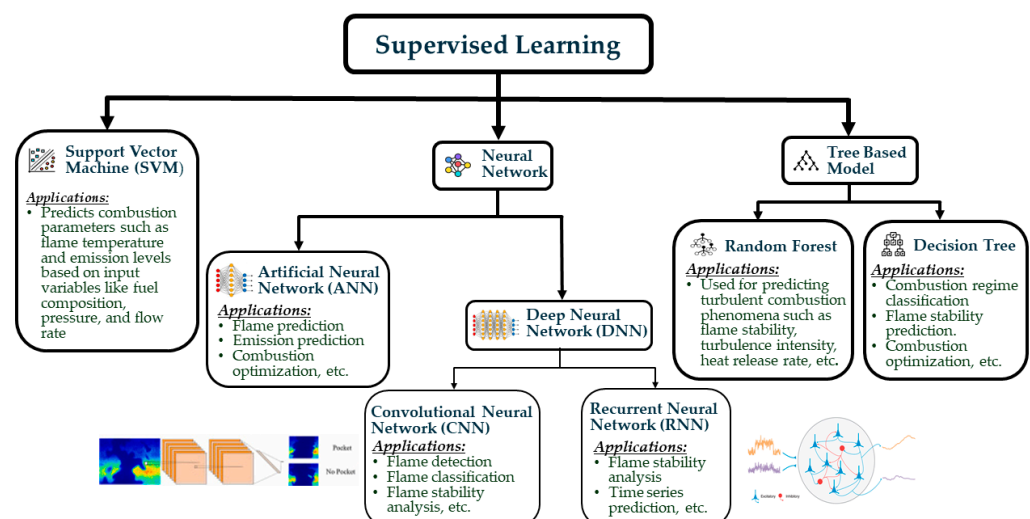 Supervised Learning
Support Vector
Machine (SVM)
Applications:
• Predicts combustion
parameters such as
flame temperature
and emission levels
based on input
variables like fuel
composition,
pressure, and flow
rate
Neural
Network
Tree Based
Model
Artificial Neural
Network (ANN)
Applications:
• Flame prediction
• Emission prediction
• Combustion
optimization, etc.
Deep Neural
Network (DNN)
Random Forest
Applications:
• Used for predicting
turbulent combustion
phenomena such as
flame stability,
turbulence intensity,
heat release rate, etc.
Decision Tree
Applications:
• Combustion regime
classification
• Flame stability
prediction.
• Combustion
optimization, etc.
Convolutional Neural
Network (CNN)
Applications:
• Flame detection
• Flame classification
• Flame stability
analysis, etc.
Recurrent Neural
Network (RNN)
Applications:
• Flame stability
analysis
• Time series
prediction, etc.
Pocket
No Pocket
Excitatory
Inhibitory